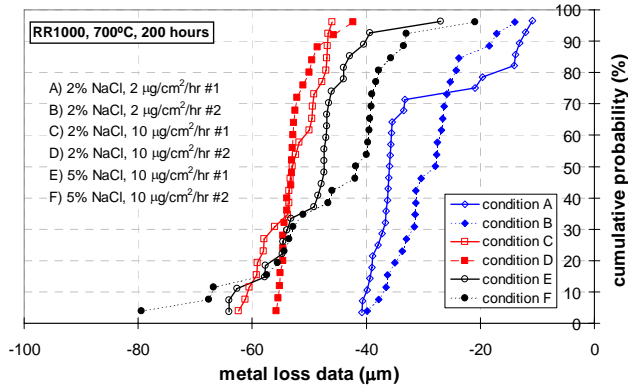 RR1000, 700ºC, 200 hours
A) 2% NaCl, 2 µg/cm²/hr #1
B) 2% NaCl, 2 µg/cm²/hr #2
C) 2% NaCl, 10 µg/cm²/hr #1
D) 2% NaCl, 10 µg/cm²/hr #2
E) 5% NaCl, 10 µg/cm²/hr #1
F) 5% NaCl, 10 µg/cm²/hr #2
condition A
condition B
condition C
condition D
condition E
condition F
100
90
80
70
60
50
40
30
20
10
0
cumulative probability (%)
-100 -80 -60 -40 -20 0
metal loss data (µm)